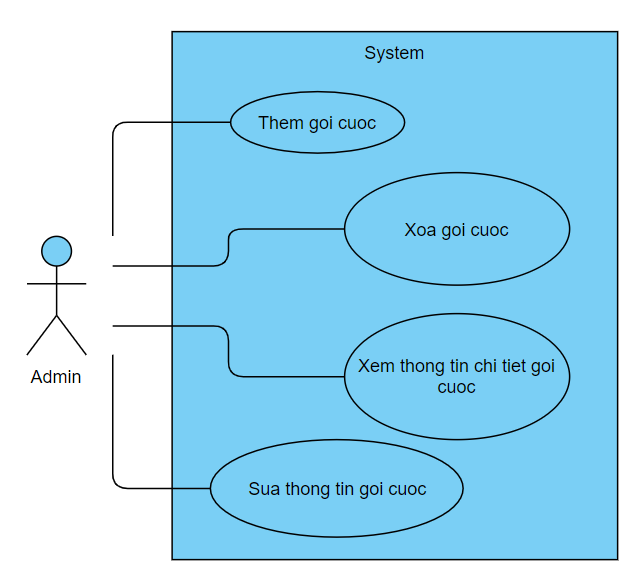 System
Them goi cuoc
Xoa goi cuoc
Admin
Xem thong tin chi tiet goi
cuoc
Sua thong tin goi cuoc